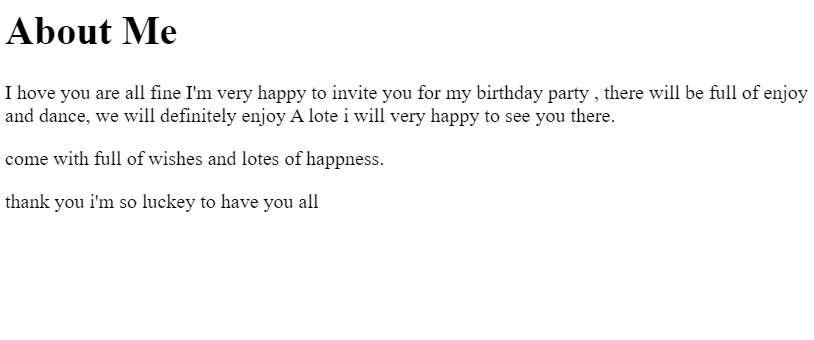 About Me
I hove you are all fine I'm very happy to invite you for my birthday party , there will be full of enjoy
and dance, we will definitely enjoy A lote i will very happy to see you there.
come with full of wishes and lotes of happness.
thank you i'm so luckey to have you all